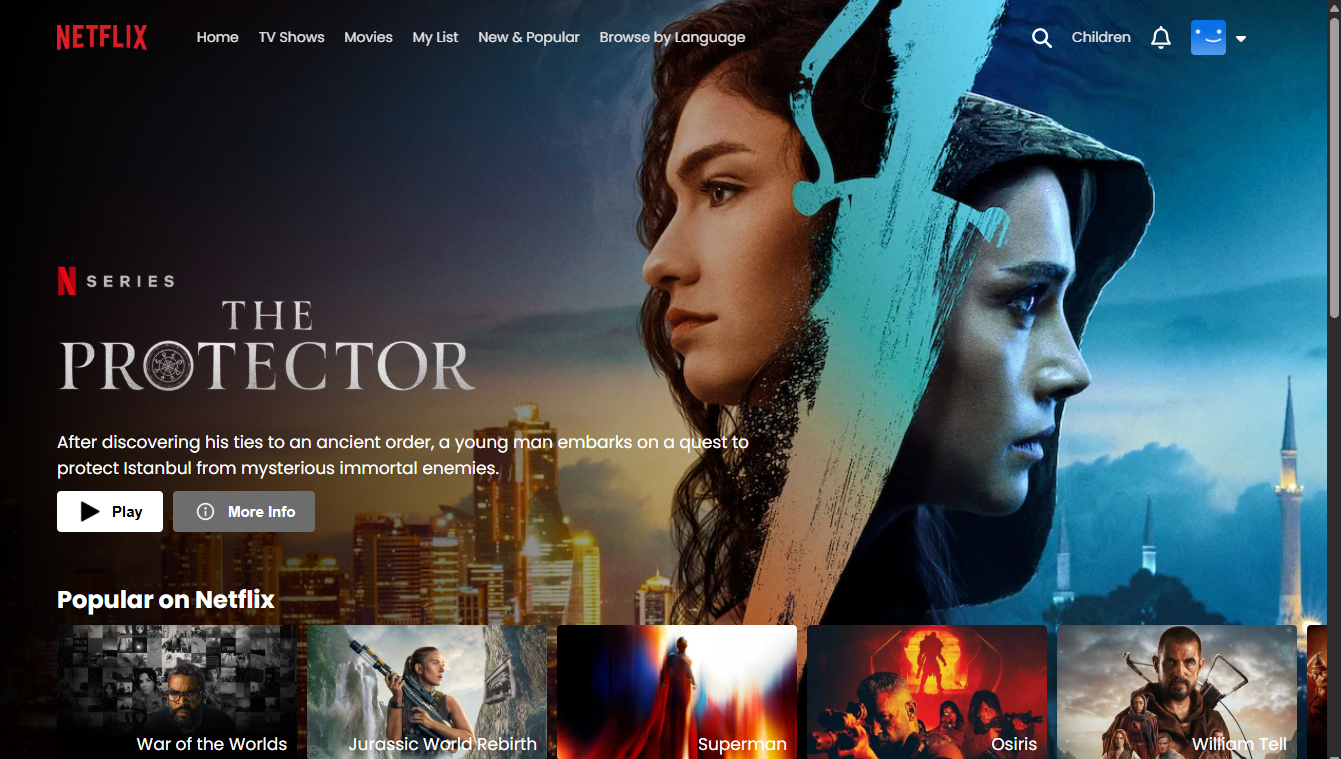 NETFLIX
Home TV Shows Movies My List New & Popular Browse by Language
Children
N SERIES
THE
PROTECTOR
After discovering his ties to an ancient order, a young man embarks on a quest to
protect Istanbul from mysterious immortal enemies.
Play More Info
Popular on Netflix
War of the Worlds
Jurassic World Rebirth
Superman
Osiris
William Tell